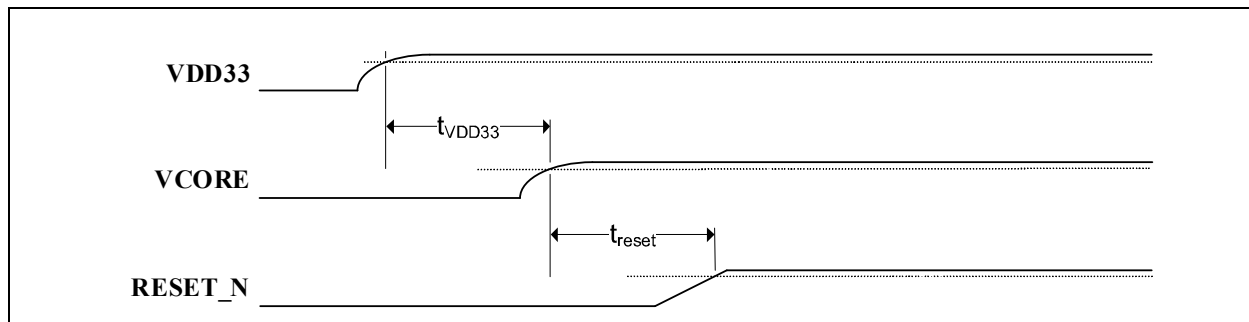 VDD33
tVDD33
VCORE
treset
RESET_N